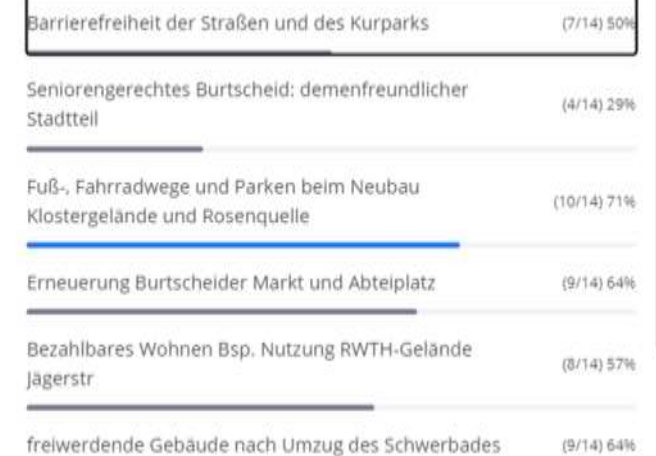 Barrierefreiheit der Straßen und des Kurparks (7/14) 50%
Seniorengerechtes Burtscheid: demenfreundlicher
Stadtteil (4/14) 29%
Fuß-, Fahrradwege und Parken beim Neubau
Klostergelände und Rosenquelle (10/14) 71%
Erneuerung Burtscheider Markt und Abteiplatz (9/14) 64%
Bezahlbares Wohnen Bsp. Nutzung RWTH-Gelände
Jägerstr (8/14) 57%
freiwerdende Gebäude nach Umzug des Schwerbades (9/14) 64%